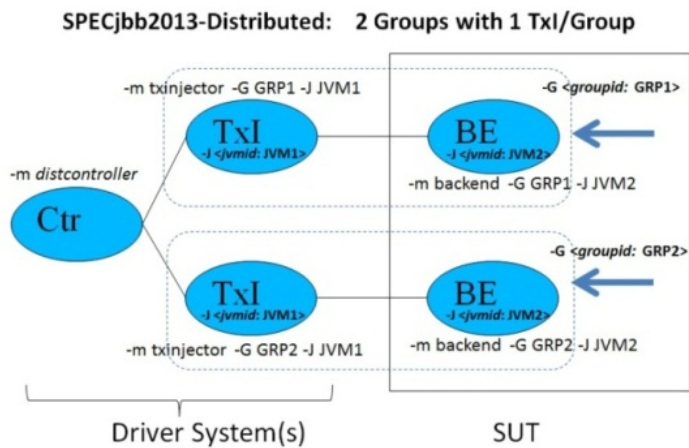 SPECjbb2013-Distributed: 2 Groups with 1 TxI/Group
-m txinjector -G GRP1 -J JVM1
-G <groupid: GRP1>
TxI
-J <jvmid: JVM1>
BE
-J <jvmid: JVM2>
-m distcontroller
-m backend -G GRP1 -J JVM2
Ctr
-G <groupid: GRP2>
TxI
-J <jvmid: JVM1>
BE
-J <jvmid: JVM2>
-m txinjector -G GRP2 -J JVM1
-m backend -G GRP2 -J JVM2
Driver System(s)
SUT